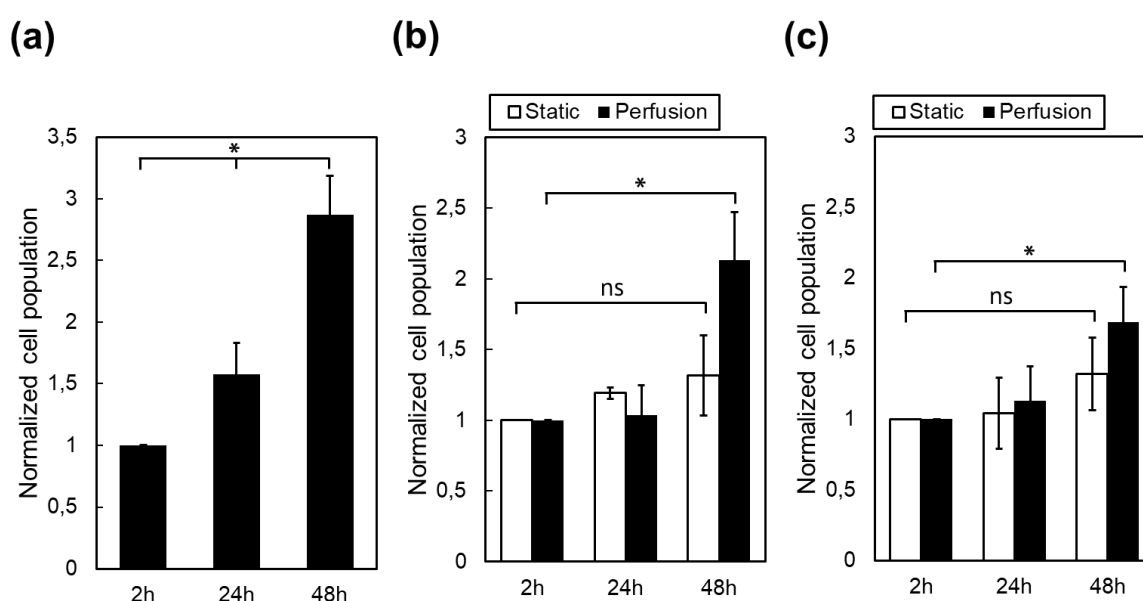 (a)
(b)
(c)
Normalized cell population
3,5
3
2,5
2
1,5
1
0,5
0
*
2h 24h 48h
Static Perfusion
Normalized cell population
3
2,5
2
1,5
1
0,5
0
*
ns
2h 24h 48h
Static Perfusion
Normalized cell population
3
2,5
2
1,5
1
0,5
0
*
ns
2h 24h 48h